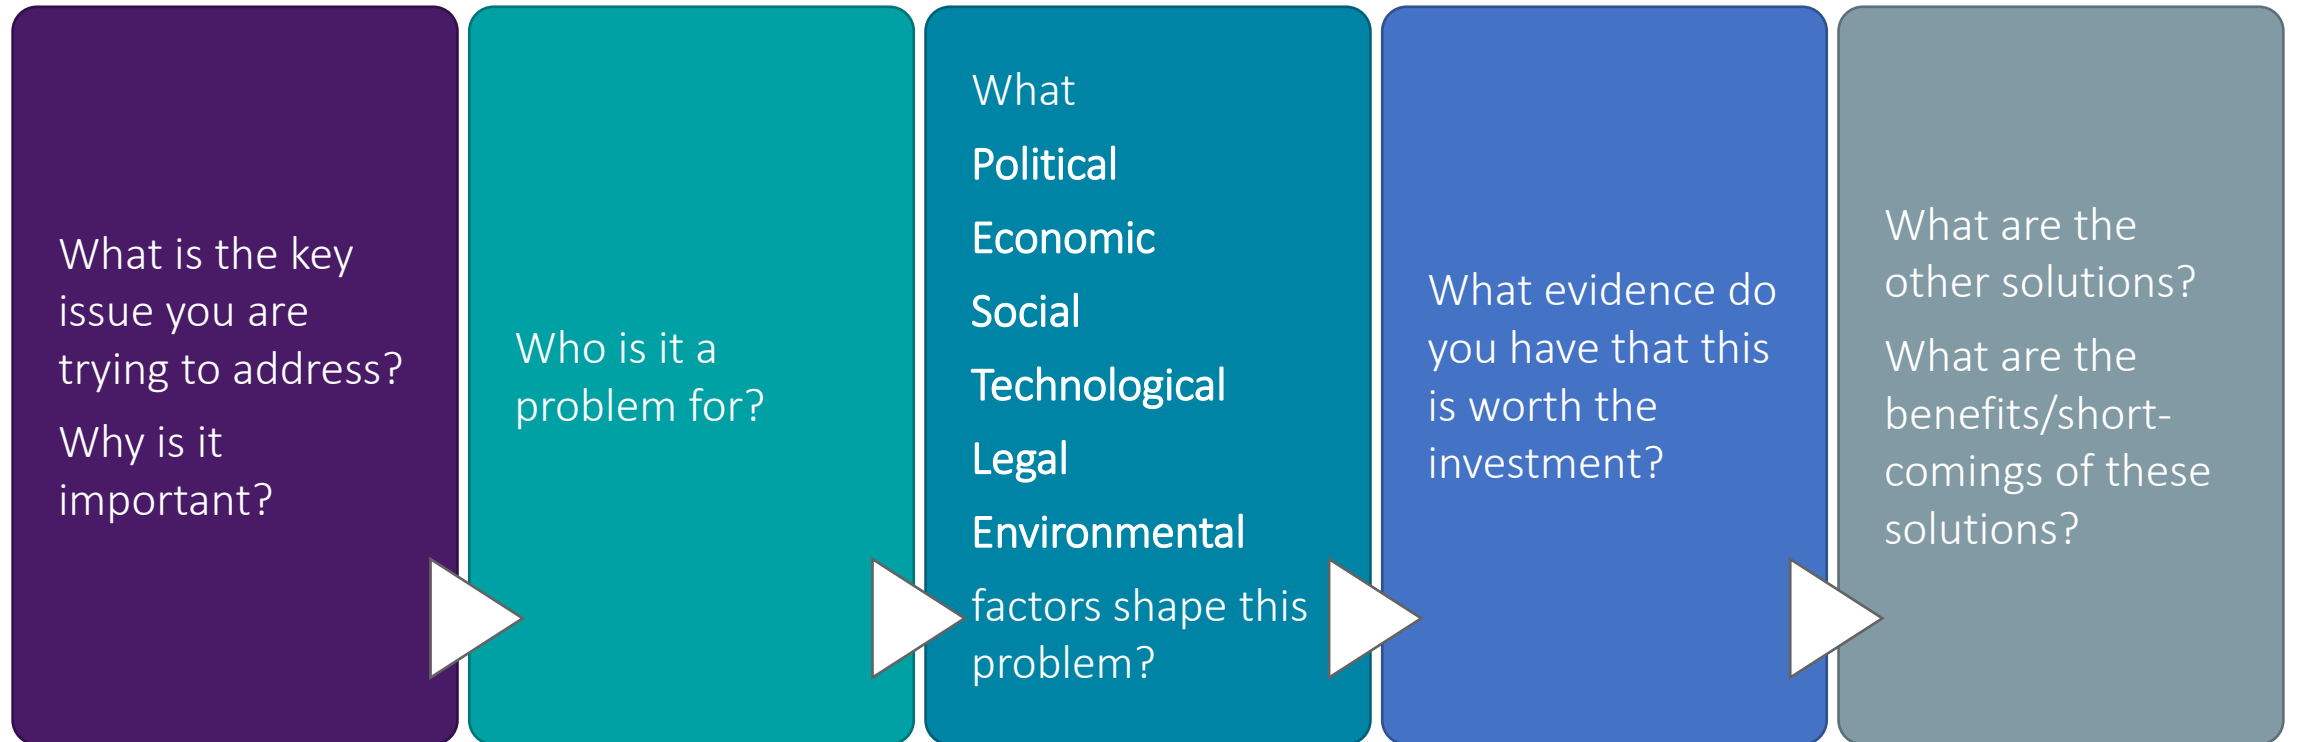 What is the key
issue you are
trying to address?
Why is it
important?
Who is it a
problem for?
What
Political
Economic
Social
Technological
Legal
Environmental
factors shape this
problem?
What evidence do
you have that this
is worth the
investment?
What are the
other solutions?
What are the
benefits/short-
comings of these
solutions?